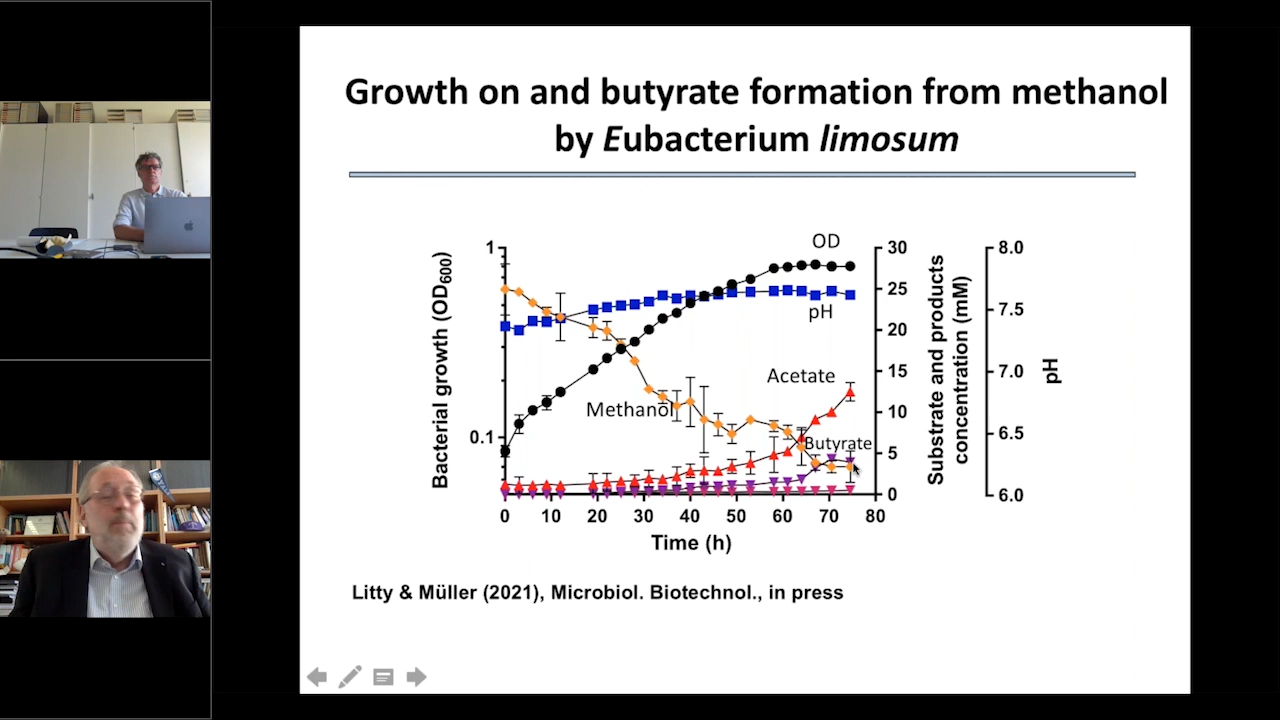 Growth on and butyrate formation from methanol
by Eubacterium limosum
OD
pH
Acetate
Methanol
Butyrate
1
0.1
Bacterial growth (OD600)
30
25
20
15
10
5
0
Substrate and products
concentration (mM)
8.0
7.5
7.0
6.5
6.0
pH
0 10 20 30 40 50 60 70 80
Time (h)
Litty & Müller (2021), Microbiol. Biotechnol., in press